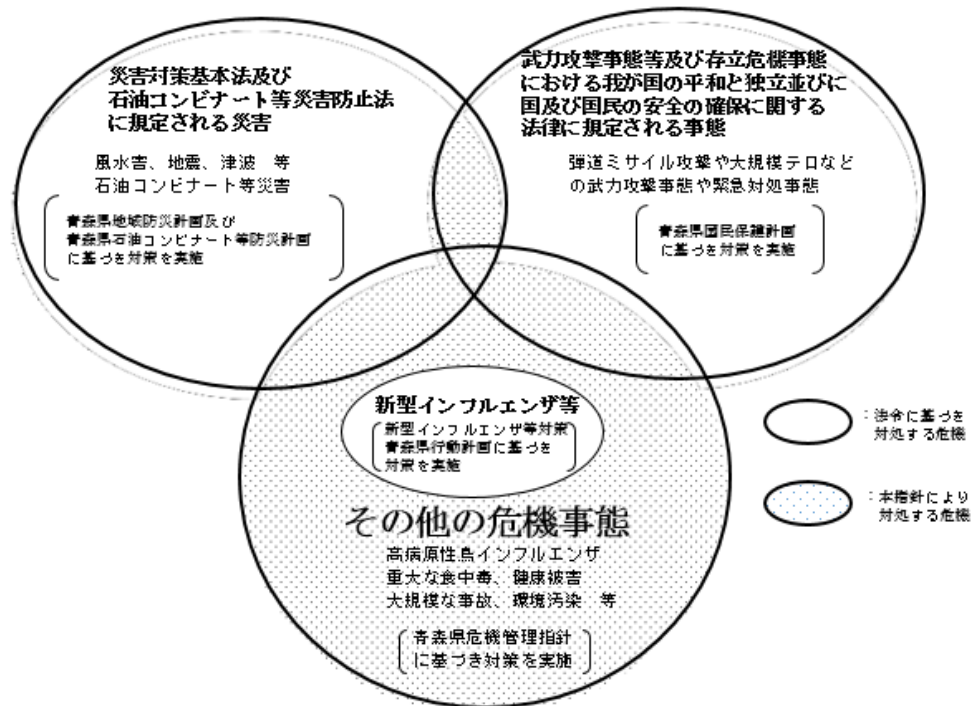 災害対策基本法及び
石油コンビナート等災害防止法
に規定される災害
風水害、地震、津波 等
石油コンビナート等災害
青森県地域防災計画及び
青森県石油コンビナート等防災計画
に基づき対策を実施
武力攻撃事態等及び存立危機事態
における我が国の平和と独立並びに
国及び国民の安全の確保に関する
法律に規定される事態
弾道ミサイル攻撃や大規模テロなど
の武力攻撃事態や緊急対処事態
青森県国民保護計画
に基づき対策を実施
新型インフルエンザ等
新型インフルエンザ等対策
青森県行動計画に基づき
対策を実施
その他の危機事態
高病原性鳥インフルエンザ
重大な食中毒、健康被害
大規模な事故、環境汚染 等
青森県危機管理指針
に基づき対策を実施
：法令に基づき
対処する危機
：本指針により
対処する危機